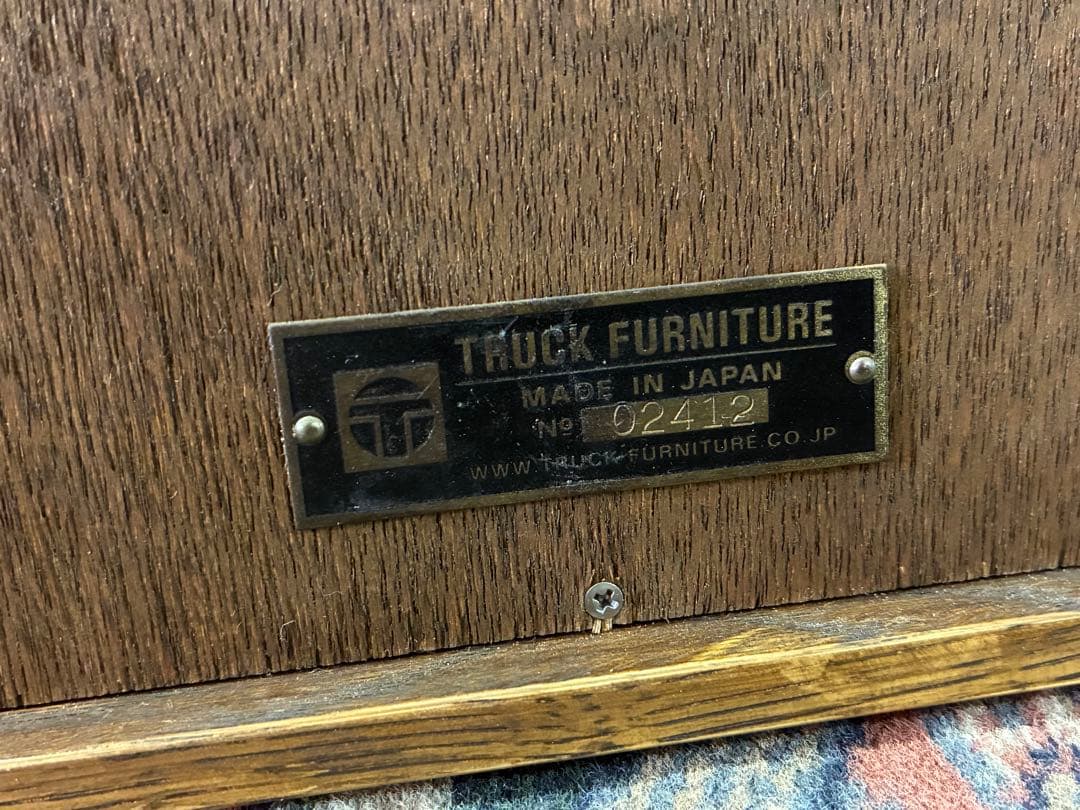 TRUCK FURNITURE
MADE IN JAPAN
Nº 02412
WWW.TRUCK-FURNITURE.CO.JP